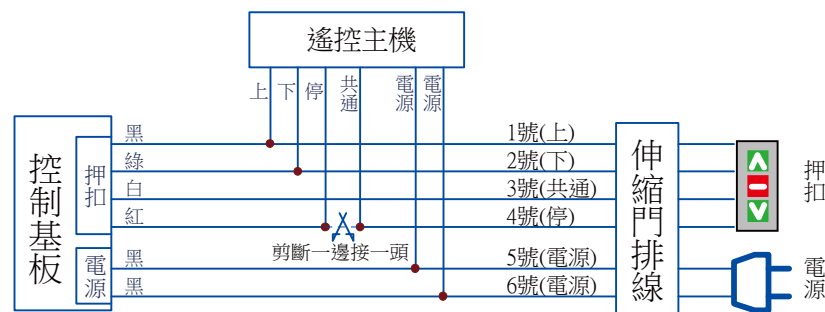 遙控主機
上
下
停
共通
電源
電源
控制基板
押扣
電源
黑
綠
白
紅
黑
黑
剪斷一邊接一頭
1號(上)
2號(下)
3號(共通)
4號(停)
5號(電源)
6號(電源)
伸縮門排線
押扣
電源